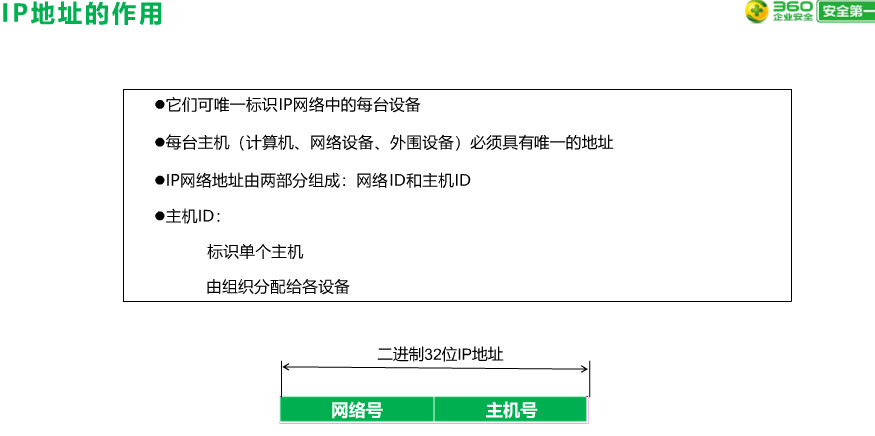 IP地址的作用
360
企业安全
安全第一
●它们可唯一标识IP网络中的每台设备
●每台主机（计算机、网络设备、外围设备）必须具有唯一的地址
●IP网络地址由两部分组成：网络ID和主机ID
●主机ID：
标识单个主机
由组织分配给各设备
二进制32位IP地址
网络号 主机号